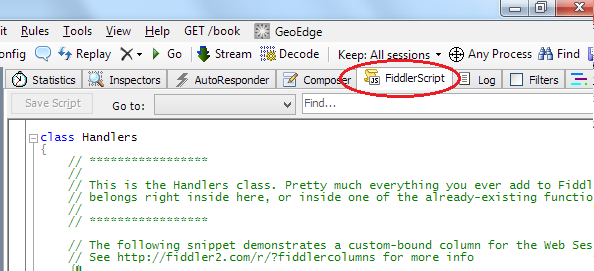 it Rules Tools View Help GET /book GeoEdge
onfig Replay Go Stream Decode Keep: All sessions Any Process Find
Statistics Inspectors AutoResponder Composer FiddlerScript Log Filters
Save Script Go to: Find...
class Handlers
{
// ****************
//
// This is the Handlers class. Pretty much everything you ever add to Fiddl
// belongs right inside here, or inside one of the already-existing functio
//
// ****************
// The following snippet demonstrates a custom-bound column for the Web Ses
// See http://fiddler2.com/r/?fiddlercolumns for more info